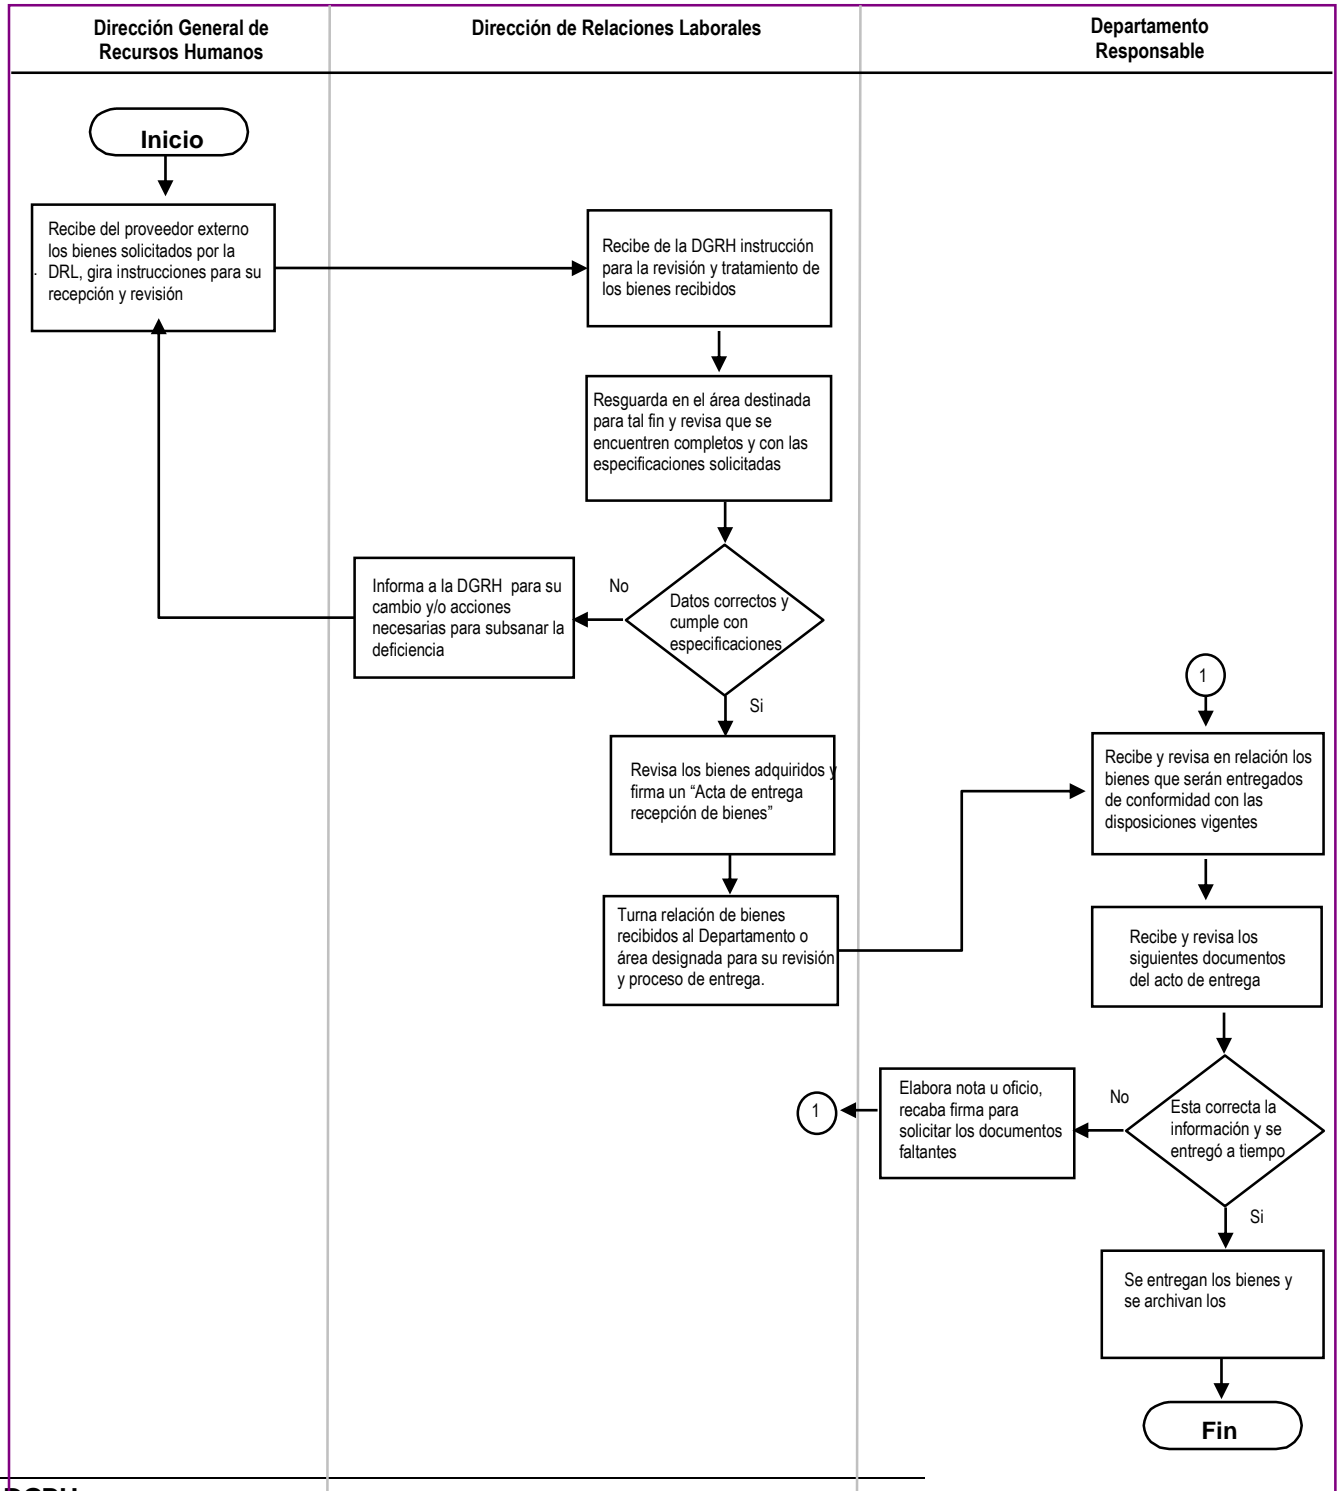 Dirección General de
Recursos Humanos
Dirección de Relaciones Laborales
Departamento
Responsable
Inicio
Recibe del proveedor externo
los bienes solicitados por la
DRL, gira instrucciones para su
recepción y revisión
Recibe de la DGRH instrucción
para la revisión y tratamiento de
los bienes recibidos
Resguarda en el área destinada
para tal fin y revisa que se
encuentren completos y con las
especificaciones solicitadas
Informa a la DGRH para su
cambio y/o acciones
necesarias para subsanar la
deficiencia
No
Datos correctos y
cumple con
especificaciones
Si
Revisa los bienes adquiridos y
firma un “Acta de entrega
recepción de bienes”
Turna relación de bienes
recibidos al Departamento o
área designada para su revisión
y proceso de entrega.
1
Recibe y revisa en relación los
bienes que serán entregados
de conformidad con las
disposiciones vigentes
Recibe y revisa los
siguientes documentos
del acto de entrega
1
Elabora nota u oficio,
recaba firma para
solicitar los documentos
faltantes
No
Esta correcta la
información y se
entregó a tiempo
Si
Se entregan los bienes y
se archivan los
Fin